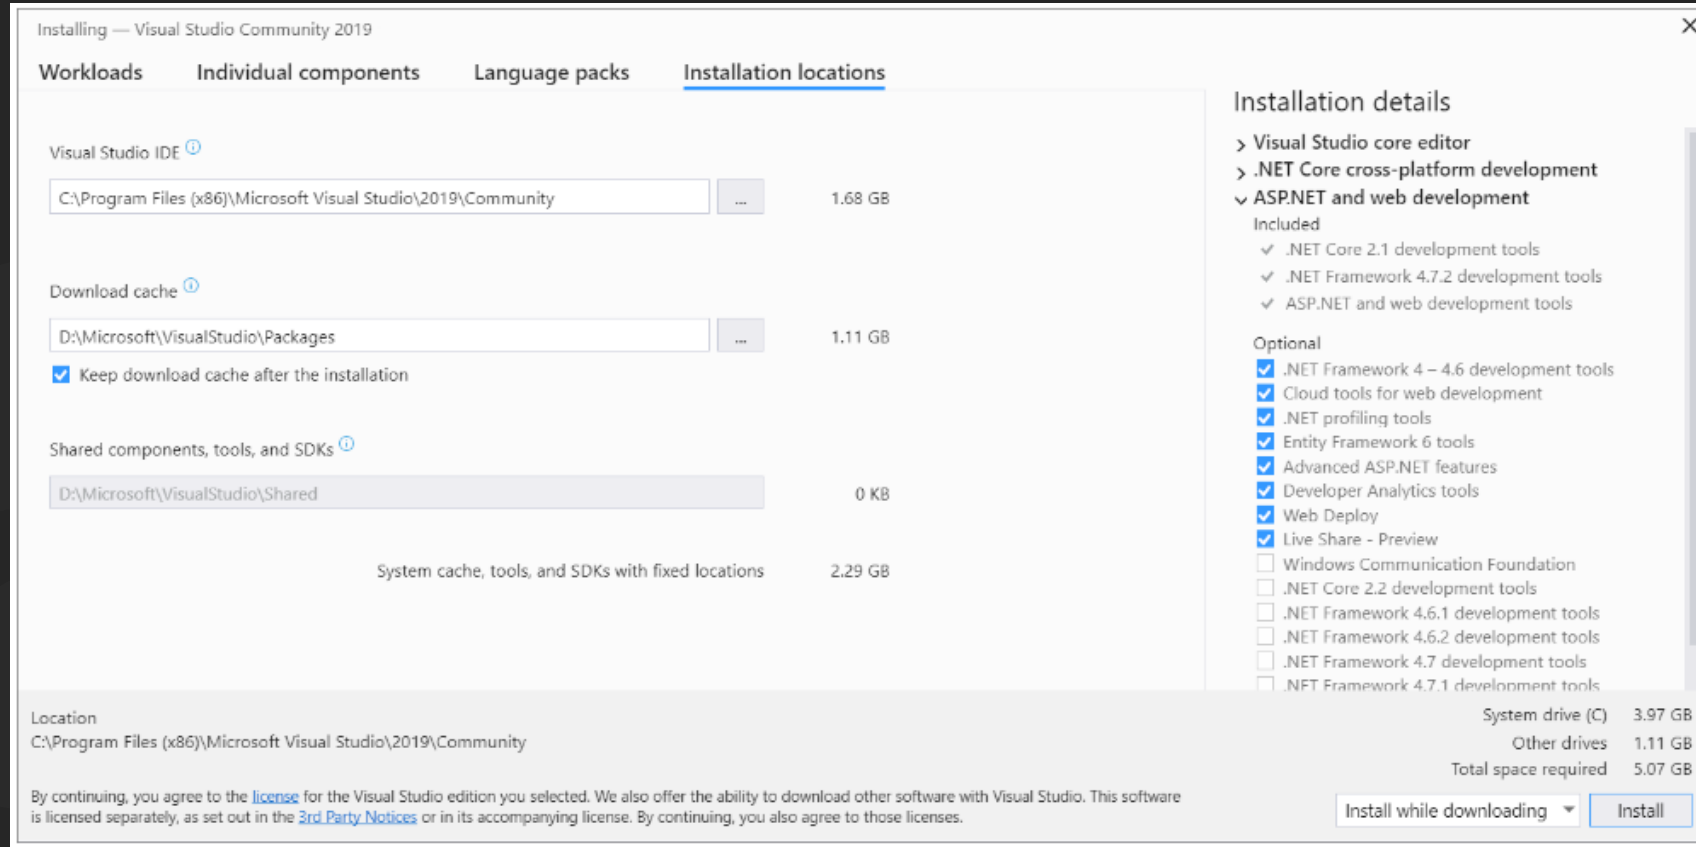 Installing — Visual Studio Community 2019
Workloads
Individual components
Language packs
Installation locations
Visual Studio IDE
C:\Program Files (x86)\Microsoft Visual Studio\2019\Community
...
1.68 GB
Download cache
D:\Microsoft\VisualStudio\Packages
...
1.11 GB
Keep download cache after the installation
Shared components, tools, and SDKs
D:\Microsoft\VisualStudio\Shared
0 KB
System cache, tools, and SDKs with fixed locations
2.29 GB
Installation details
Visual Studio core editor
.NET Core cross-platform development
ASP.NET and web development
Included
.NET Core 2.1 development tools
.NET Framework 4.7.2 development tools
ASP.NET and web development tools
Optional
.NET Framework 4 – 4.6 development tools
Cloud tools for web development
.NET profiling tools
Entity Framework 6 tools
Advanced ASP.NET features
Developer Analytics tools
Web Deploy
Live Share - Preview
Windows Communication Foundation
.NET Core 2.2 development tools
.NET Framework 4.6.1 development tools
.NET Framework 4.6.2 development tools
.NET Framework 4.7 development tools
.NET Framework 4.7.1 development tools
Location
C:\Program Files (x86)\Microsoft Visual Studio\2019\Community
By continuing, you agree to the license for the Visual Studio edition you selected. We also offer the ability to download other software with Visual Studio. This software
is licensed separately, as set out in the 3rd Party Notices or in its accompanying license. By continuing, you also agree to those licenses.
System drive (C) 3.97 GB
Other drives 1.11 GB
Total space required 5.07 GB
Install while downloading
Install